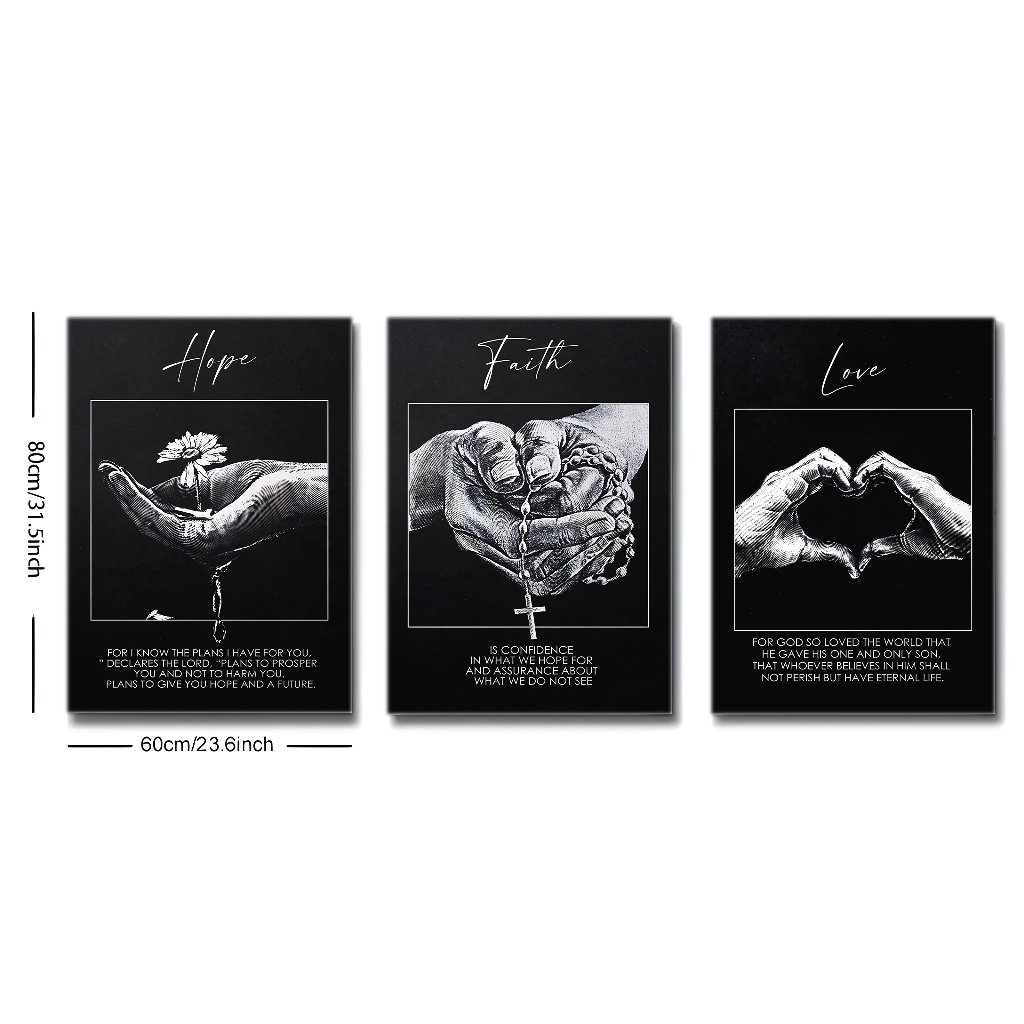 80cm/31.5inch
Hope
FOR I KNOW THE PLANS I HAVE FOR YOU,
" DECLARES THE LORD, "PLANS TO PROSPER
YOU AND NOT TO HARM YOU,
PLANS TO GIVE YOU HOPE AND A FUTURE.
60cm/23.6inch
Faith
IS CONFIDENCE
IN WHAT WE HOPE FOR
AND ASSURANCE ABOUT
WHAT WE DO NOT SEE
Love
FOR GOD SO LOVED THE WORLD THAT
HE GAVE HIS ONE AND ONLY SON,
THAT WHOEVER BELIEVES IN HIM SHALL
NOT PERISH BUT HAVE ETERNAL LIFE.